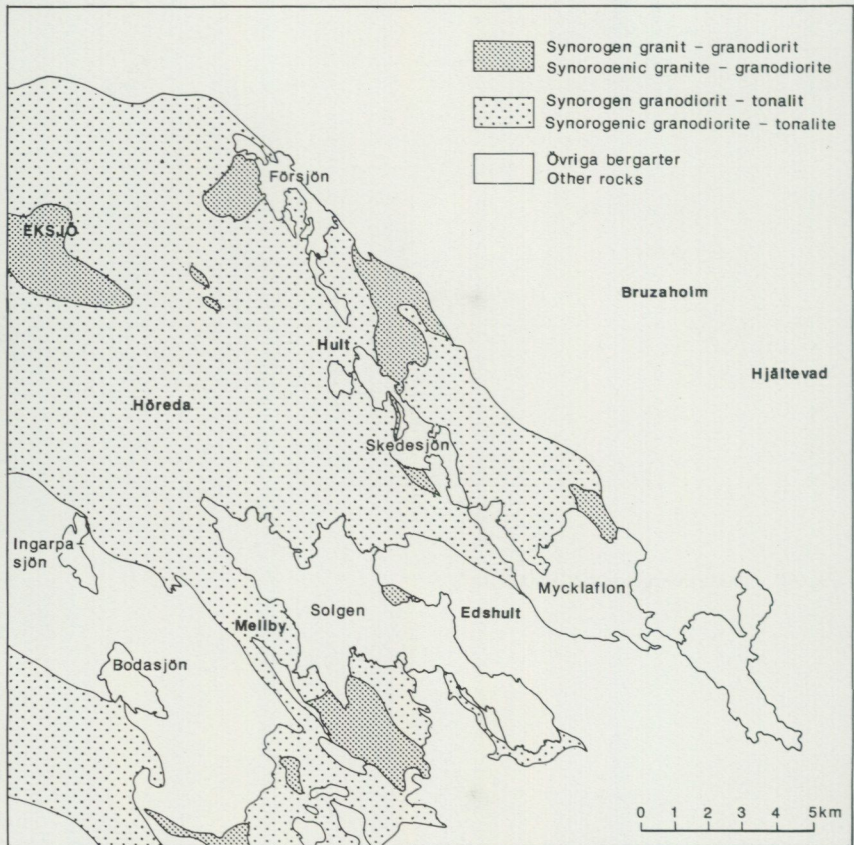 Synorogen granit – granodiorit
Synorogenic granite – granodiorite
Synorogen granodiorit – tonalit
Synorogenic granodiorite – tonalite
Övriga bergarter
Other rocks
Försjön
EKSJÖ
Bruzaholm
Hult
Hjältevad
Höreda
Skedesjön
Ingarpa-
sjön
Mycklaflon
Solgen
Edshult
Mellby
Bodasjön
0 1 2 3 4 5km